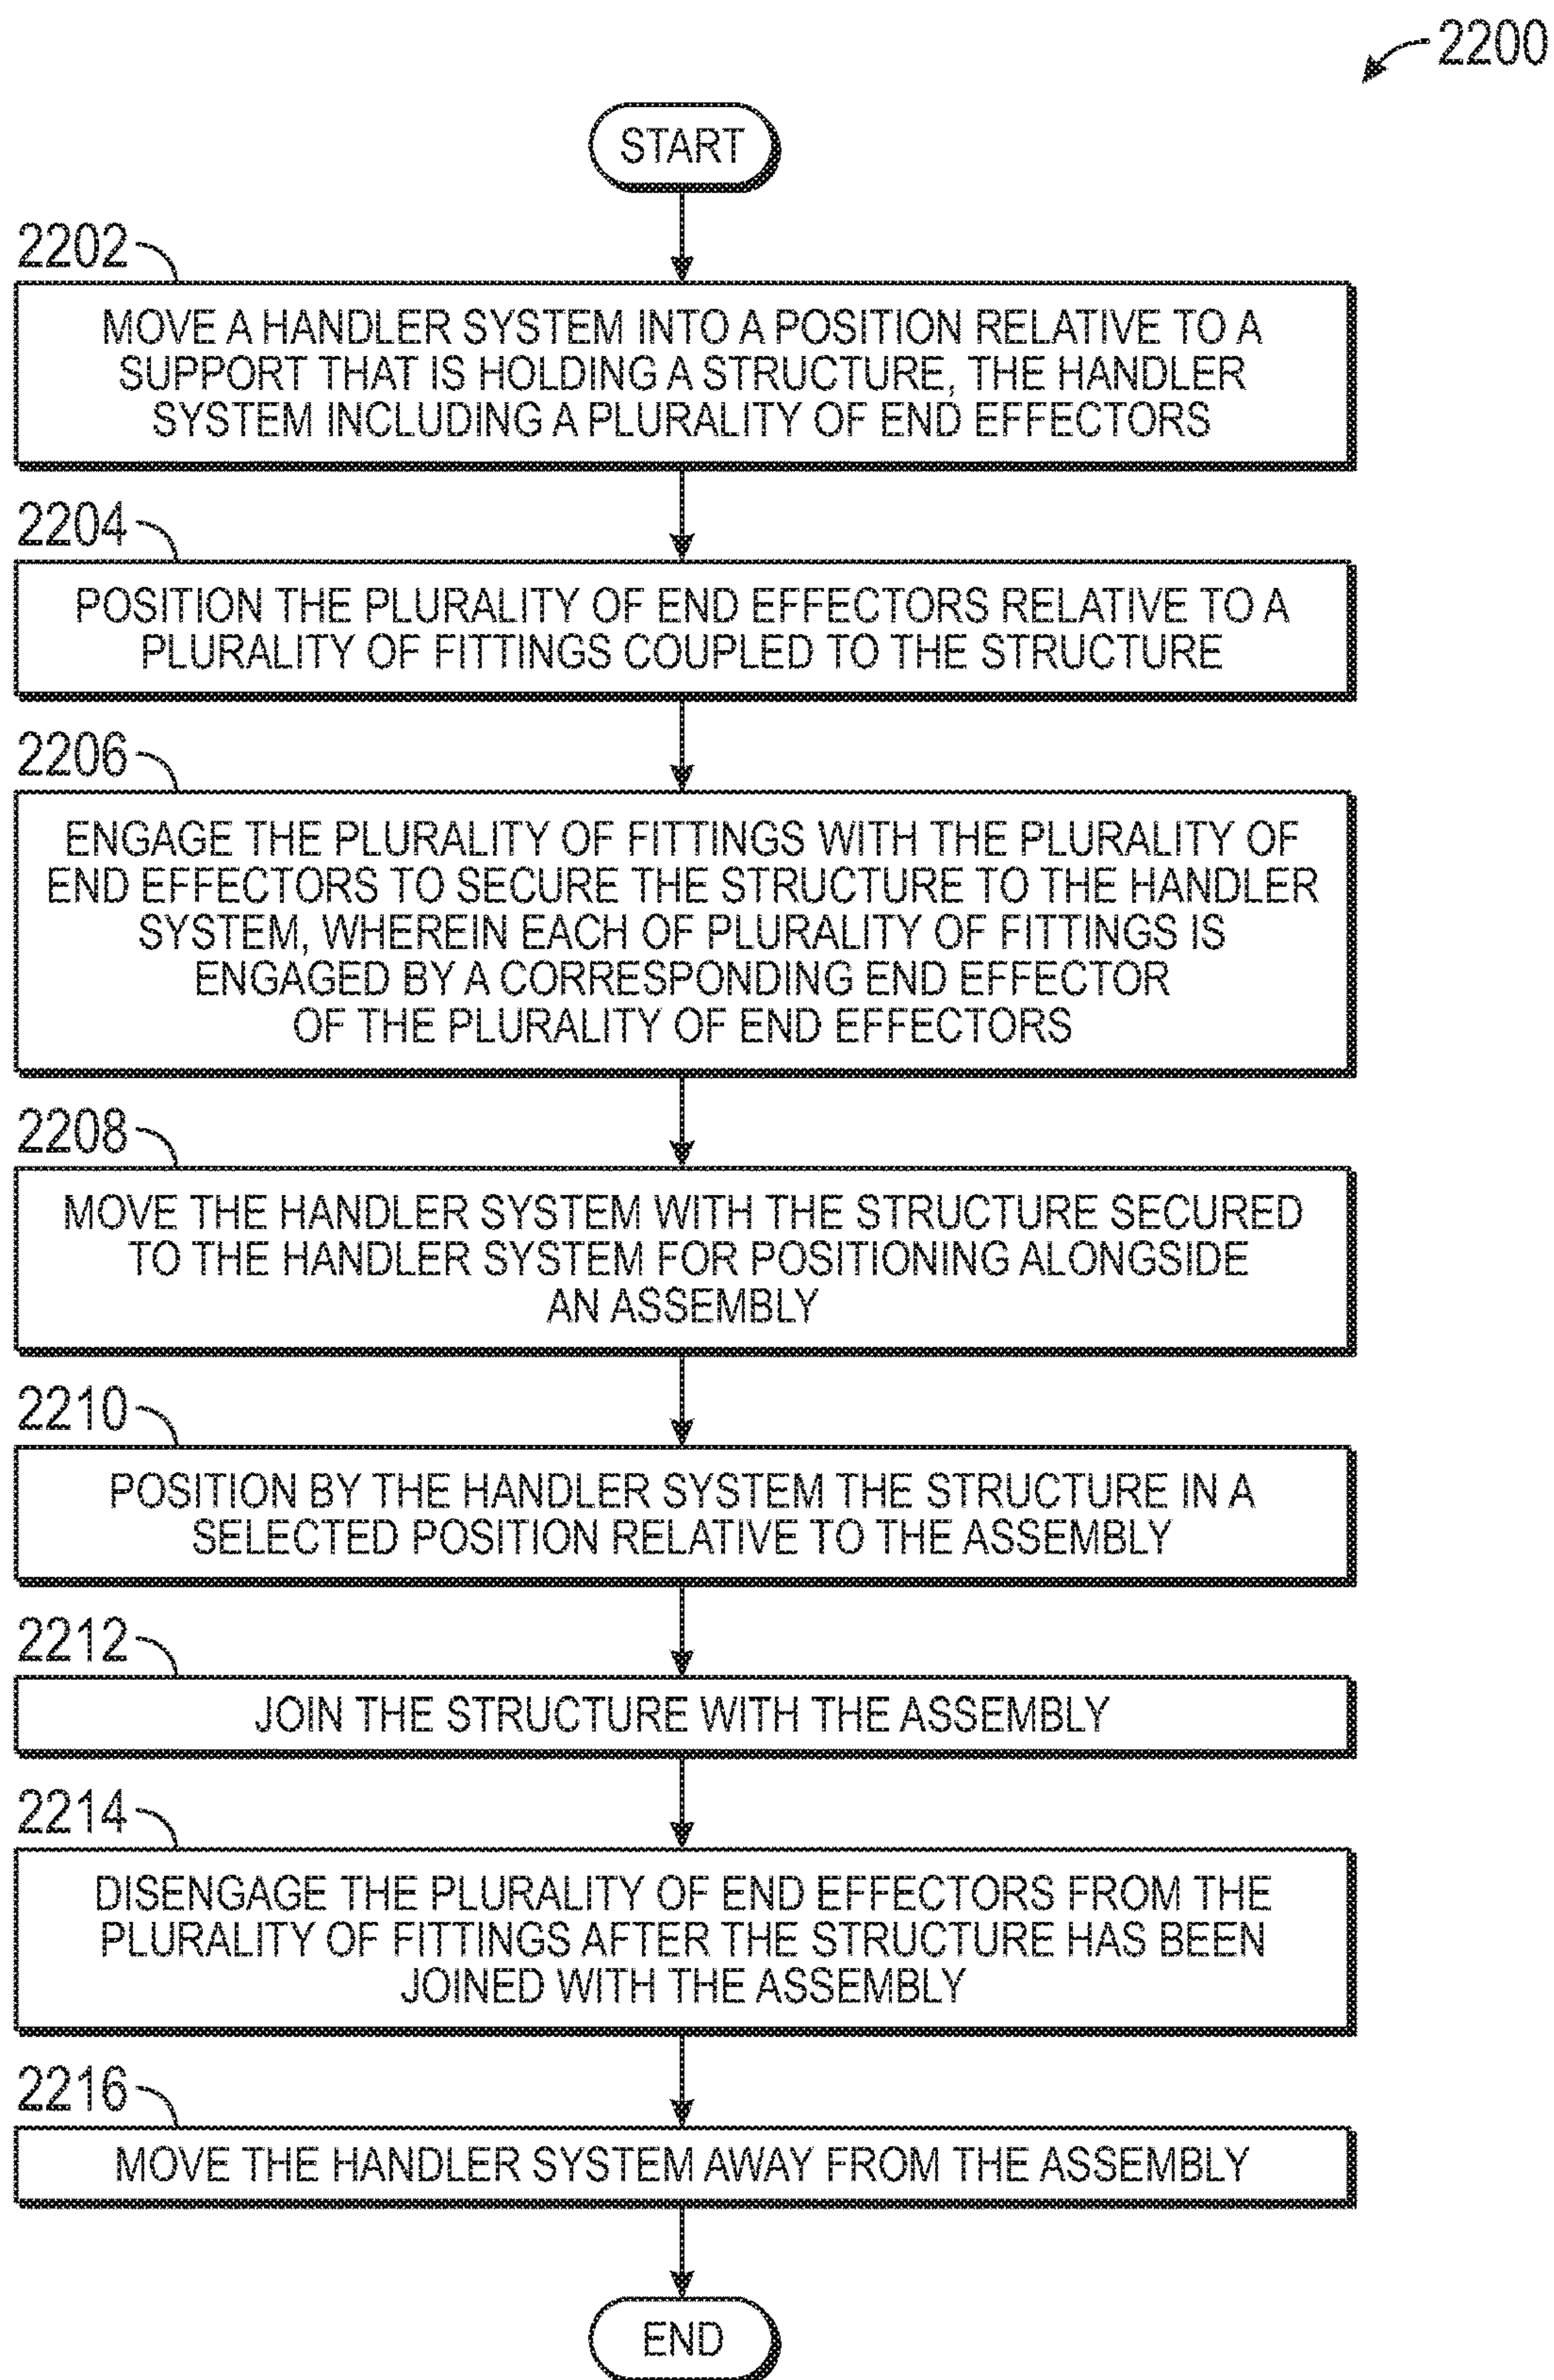 2200
START
2202
MOVE A HANDLER SYSTEM INTO A POSITION RELATIVE TO A
SUPPORT THAT IS HOLDING A STRUCTURE, THE HANDLER
SYSTEM INCLUDING A PLURALITY OF END EFFECTORS
2204
POSITION THE PLURALITY OF END EFFECTORS RELATIVE TO A
PLURALITY OF FITTINGS COUPLED TO THE STRUCTURE
2206
ENGAGE THE PLURALITY OF FITTINGS WITH THE PLURALITY OF
END EFFECTORS TO SECURE THE STRUCTURE TO THE HANDLER
SYSTEM, WHEREIN EACH OF PLURALITY OF FITTINGS IS
ENGAGED BY A CORRESPONDING END EFFECTOR
OF THE PLURALITY OF END EFFECTORS
2208
MOVE THE HANDLER SYSTEM WITH THE STRUCTURE SECURED
TO THE HANDLER SYSTEM FOR POSITIONING ALONGSIDE
AN ASSEMBLY
2210
POSITION BY THE HANDLER SYSTEM THE STRUCTURE IN A
SELECTED POSITION RELATIVE TO THE ASSEMBLY
2212
JOIN THE STRUCTURE WITH THE ASSEMBLY
2214
DISENGAGE THE PLURALITY OF END EFFECTORS FROM THE
PLURALITY OF FITTINGS AFTER THE STRUCTURE HAS BEEN
JOINED WITH THE ASSEMBLY
2216
MOVE THE HANDLER SYSTEM AWAY FROM THE ASSEMBLY
END